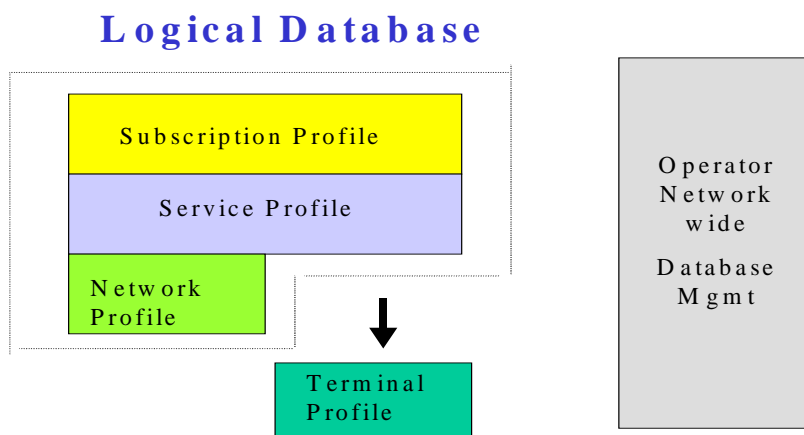 Logical Database
Subscription Profile
Service Profile
Network
Profile
Terminal
Profile
Operator
Network
wide
Database
Mgmt